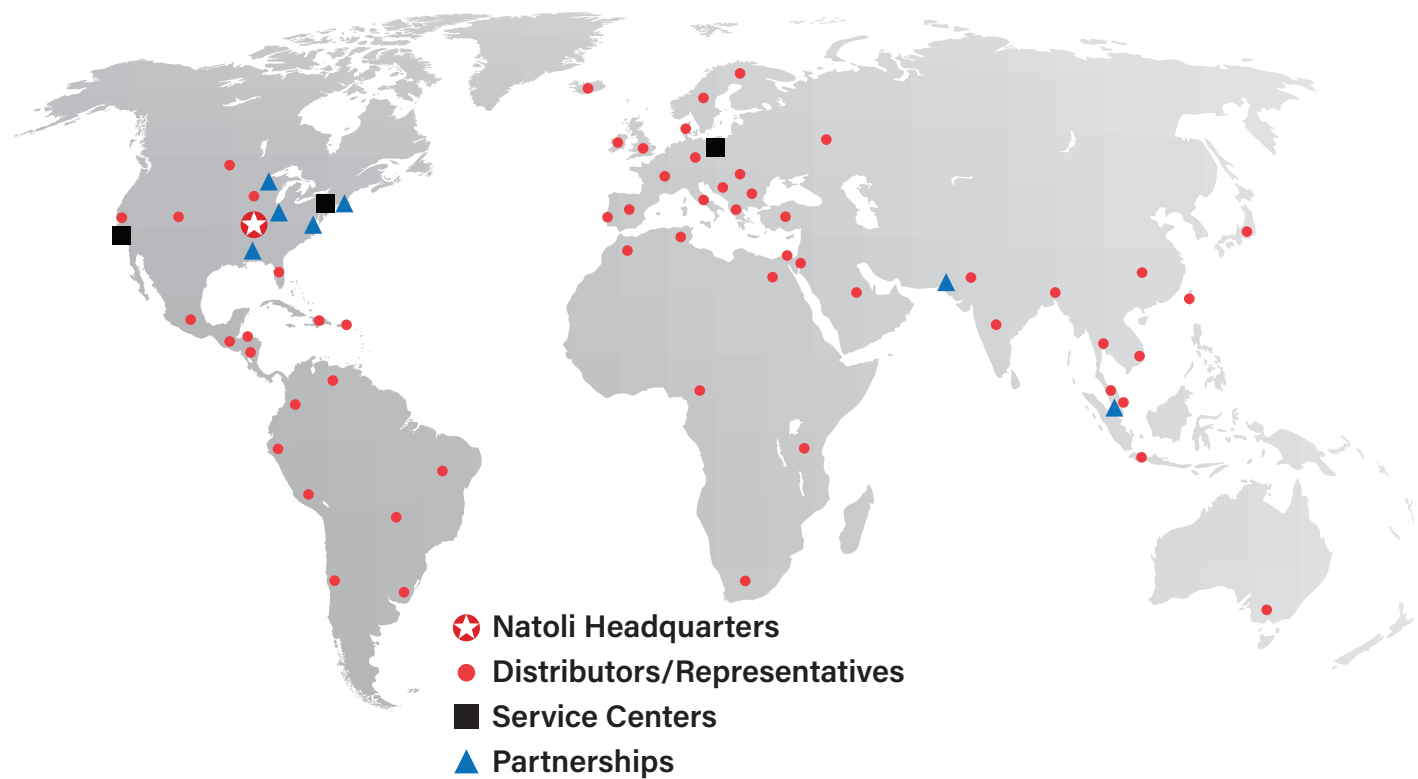 Natoli Headquarters
Distributors/Representatives
Service Centers
Partnerships